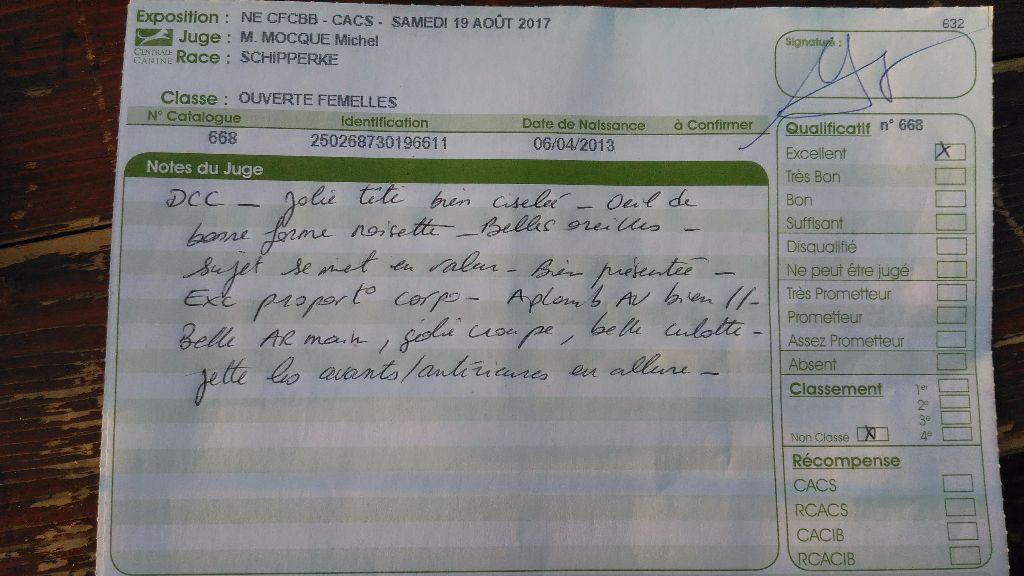 Exposition : NE CFCBB - CACS - SAMEDI 19 AOÛT 2017
632
CENTRALE CANINE
Juge : M. MOCQUE Michel
Race : SCHIPPERKE
Signature :
Classe : OUVERTE FEMELLES
N° Catalogue Identification Date de Naissance à Confirmer
668 250268730196611 06/04/2013
Notes du Juge
DCC - Jolie tête bien ciselée - Oeil de
bonne forme noisette - Belles oreilles -
Sujet se met en valeur - Bien présentée -
Exc proport° corps - Aplomb AV bien // -
Belle AR main, jolie croupe, belle culotte -
jette les avants/antérieures en allure -
Qualificatif n° 668
Excellent X
Très Bon
Bon
Suffisant
Disqualifié
Ne peut être jugé
Très Prometteur
Prometteur
Assez Prometteur
Absent
Classement
1er
2e
3e
4e
Non Classé X
Récompense
CACS
RCACS
CACIB
RCACIB